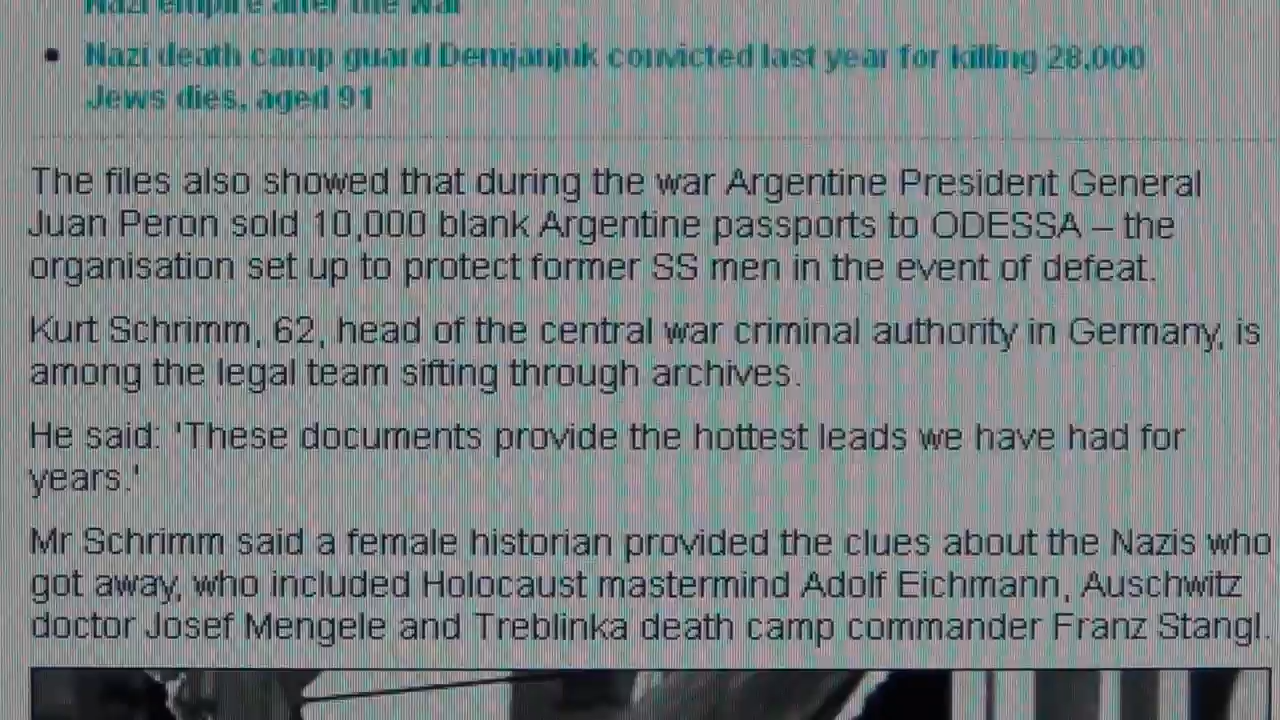 Nazi empire after the war
Nazi death camp guard Demjanjuk convicted last year for killing 28,000
Jews dies, aged 91
The files also showed that during the war Argentine President General
Juan Peron sold 10,000 blank Argentine passports to ODESSA – the
organisation set up to protect former SS men in the event of defeat.
Kurt Schrimm, 62, head of the central war criminal authority in Germany, is
among the legal team sifting through archives.
He said: 'These documents provide the hottest leads we have had for
years.'
Mr Schrimm said a female historian provided the clues about the Nazis who
got away, who included Holocaust mastermind Adolf Eichmann, Auschwitz
doctor Josef Mengele and Treblinka death camp commander Franz Stangl.